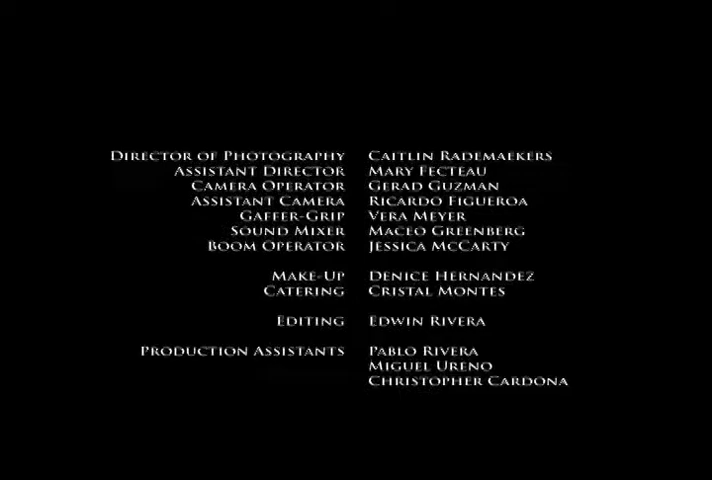 Director of Photography Caitlin Rademaekers
Assistant Director Mary Fecteau
Camera Operator Gerad Guzman
Assistant Camera Ricardo Figueroa
Gaffer-Grip Vera Meyer
Sound Mixer Maceo Greenberg
Boom Operator Jessica McCarty
Make-Up Denice Hernandez
Catering Cristal Montes
Editing Edwin Rivera
Production Assistants Pablo Rivera
Miguel Ureno
Christopher Cardona